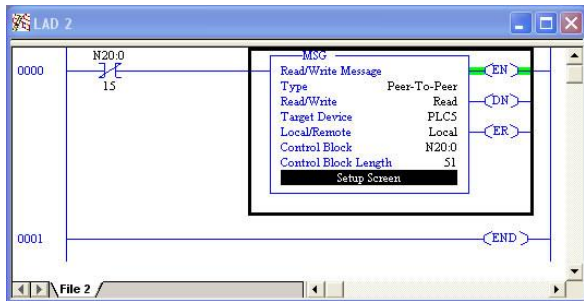 LAD 2
0000
N20:0
15
MSG
Read/Write Message
Type Peer-To-Peer
Read/Write Read
Target Device PLC5
Local/Remote Local
Control Block N20:0
Control Block Length 51
Setup Screen
EN
DN
ER
0001
END
File 2